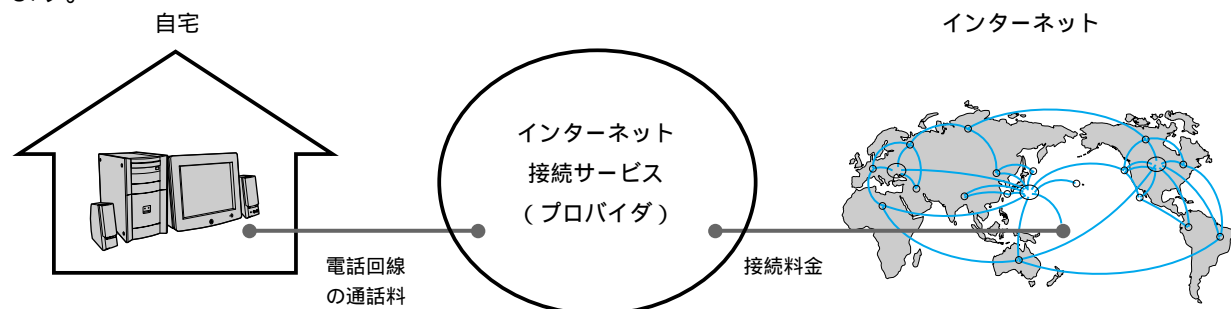 自宅
インターネット
インターネット
接続サービス
(プロバイダ)
電話回線
の通話料
接続料金